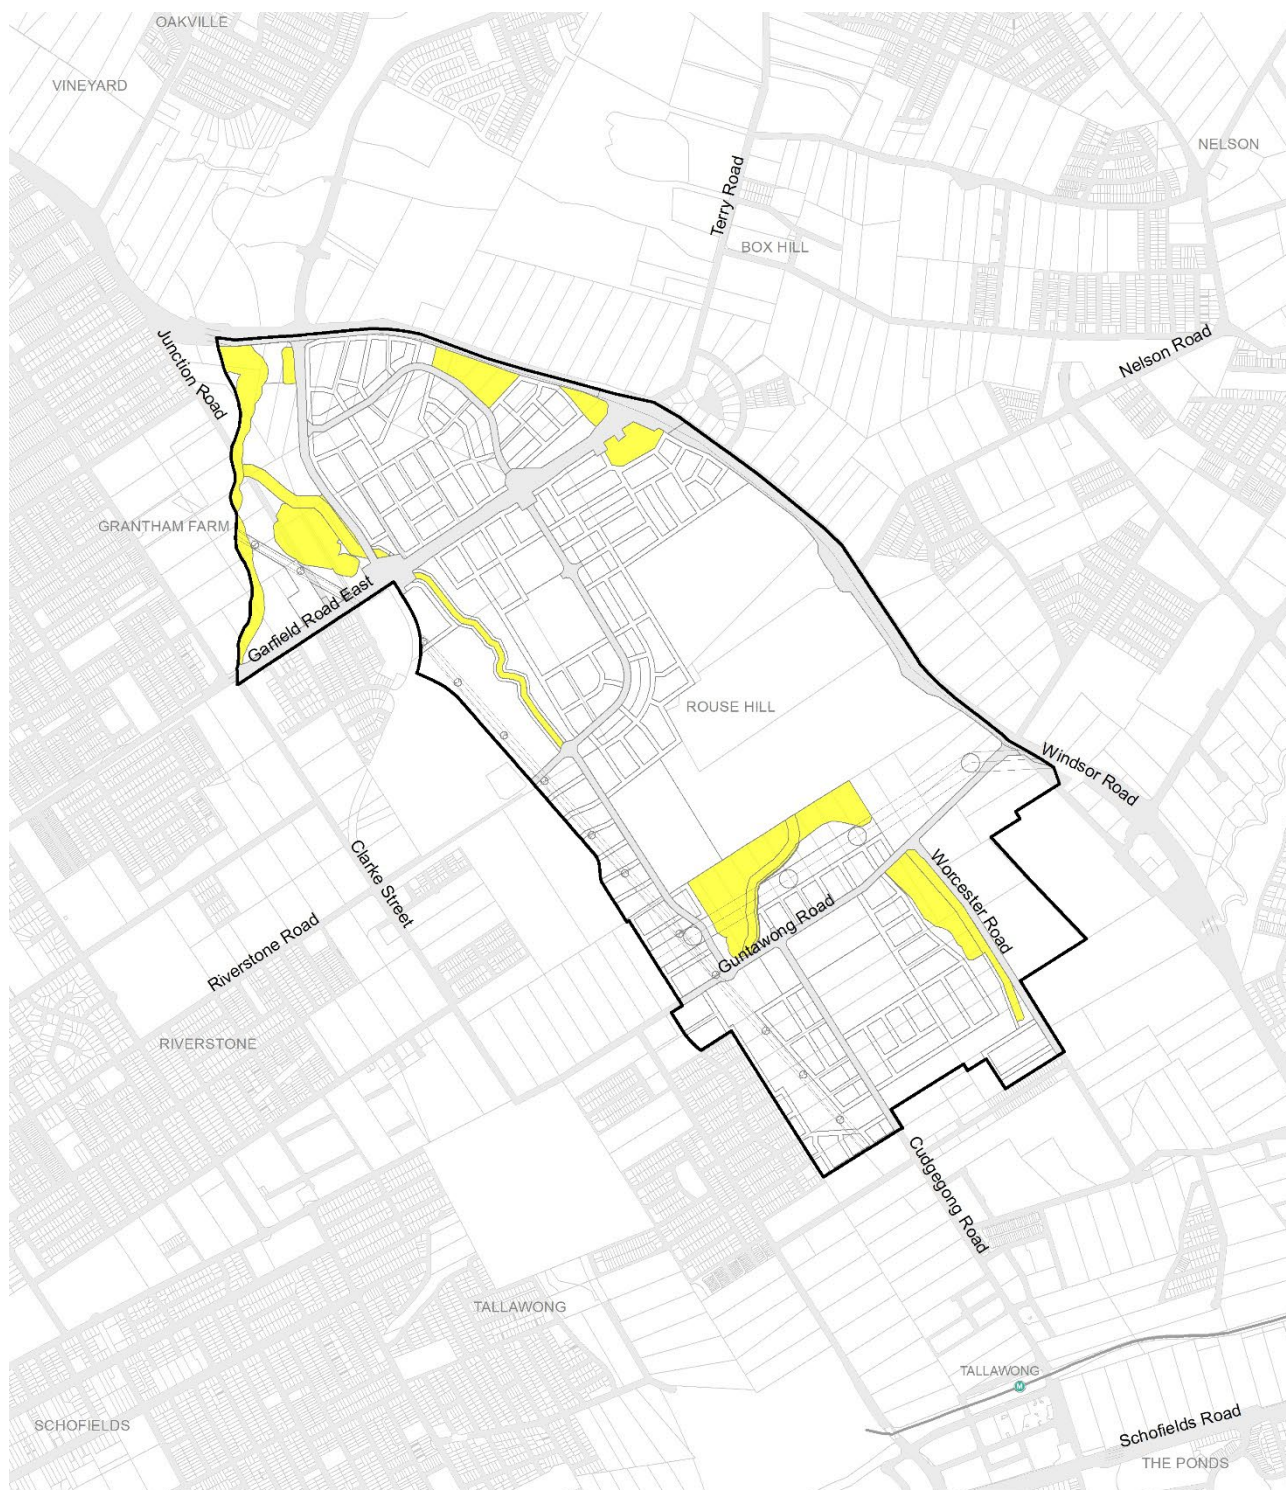 OAKVILLE
VINEYARD
NELSON
Terry Road
BOX HILL
Junction Road
Nelson Road
GRANTHAM FARM
Garfield Road East
ROUSE HILL
Windsor Road
Clarke Street
Worcester Road
Riverstone Road
Guntawong Road
RIVERSTONE
Cudgegong Road
TALLAWONG
TALLAWONG
M
SCHOFIELDS
Schofields Road
THE PONDS